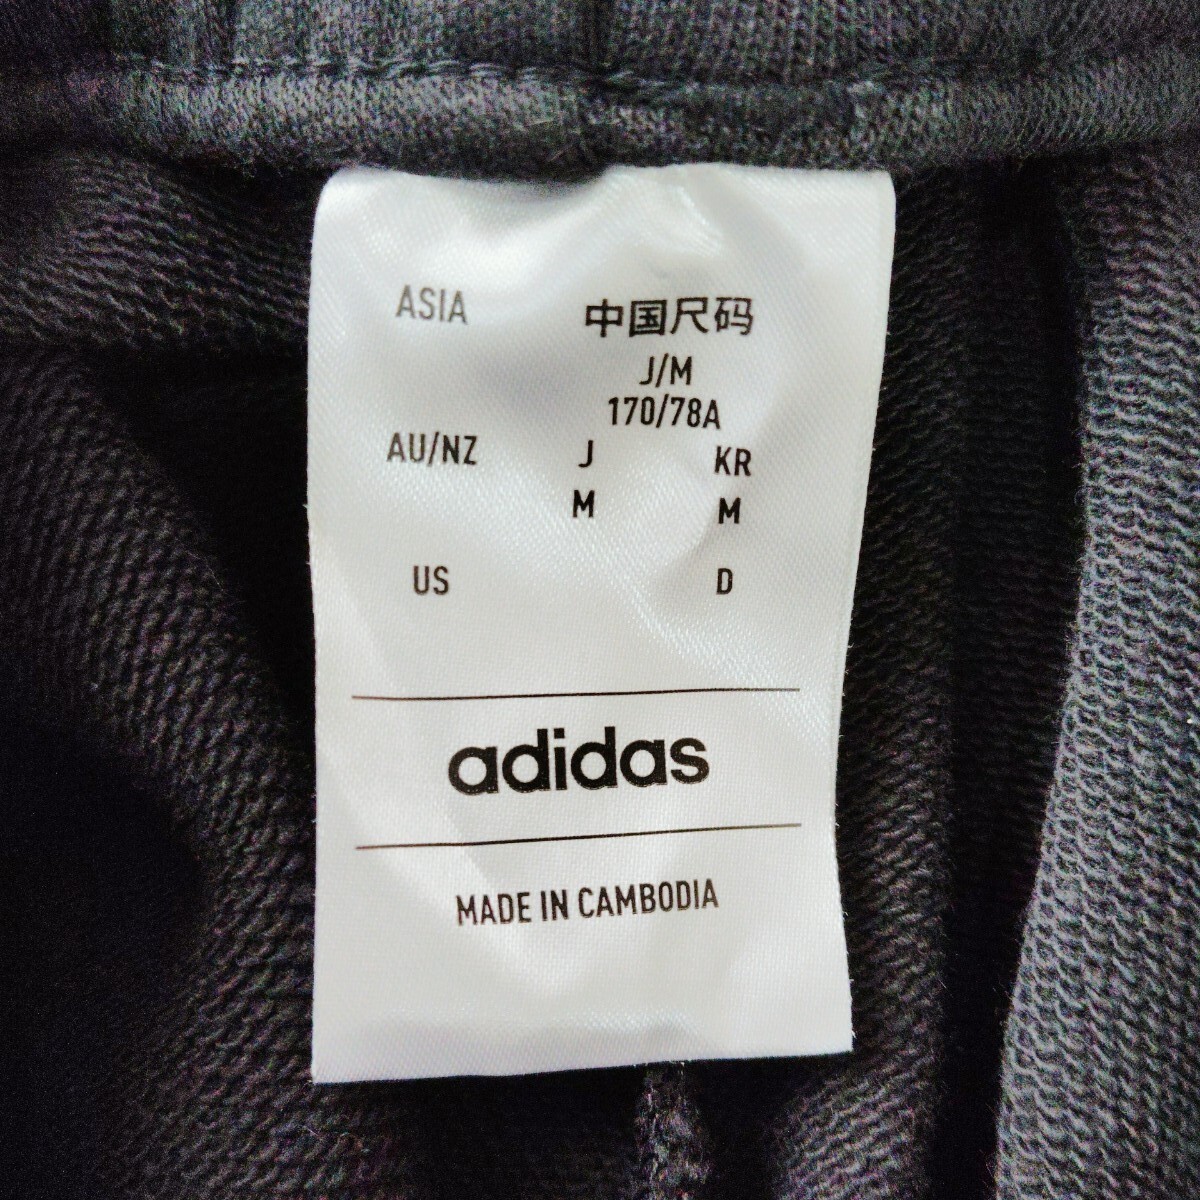 ASIA 中国尺码
J/M
170/78A
AU/NZ J KR
M M
US D
adidas
MADE IN CAMBODIA